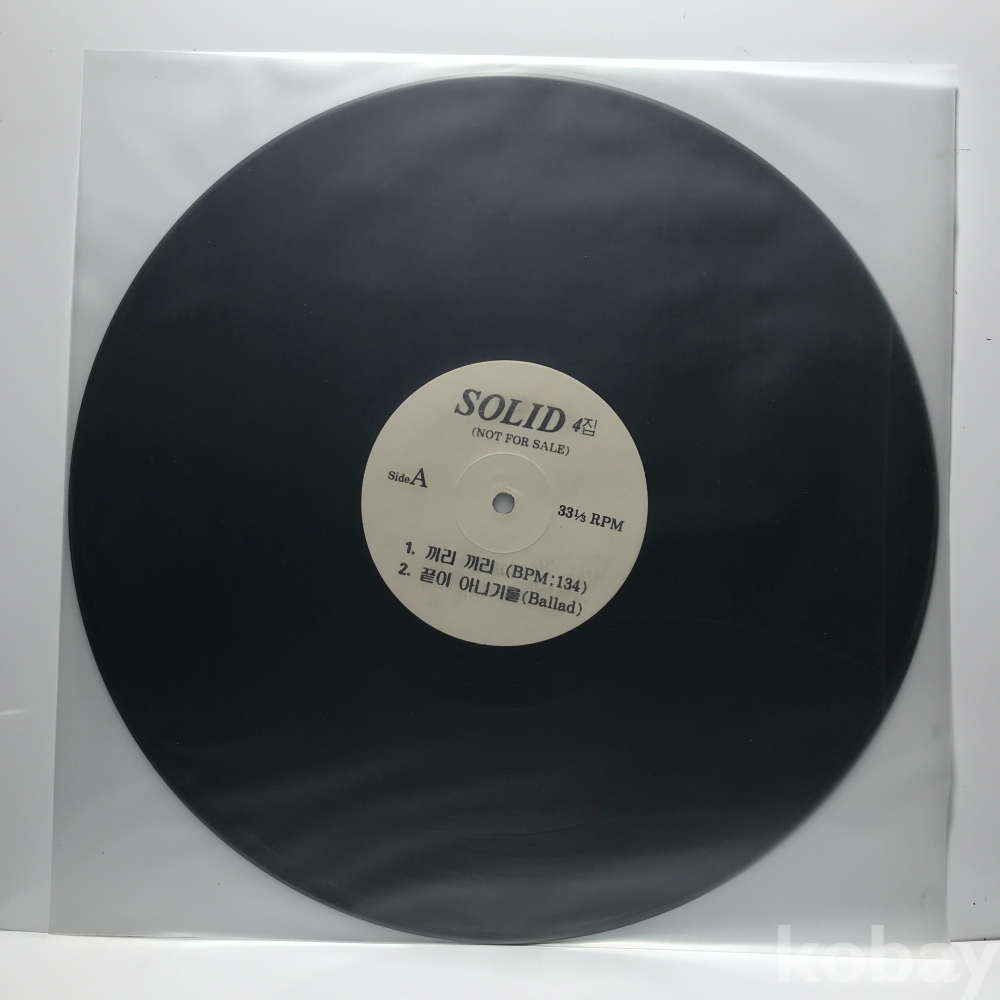 SOLID 4집
(NOT FOR SALE)
Side A
33⅓ RPM
1. 끼리 끼리 (BPM:134)
2. 끝이 아니기를(Ballad)
kobay